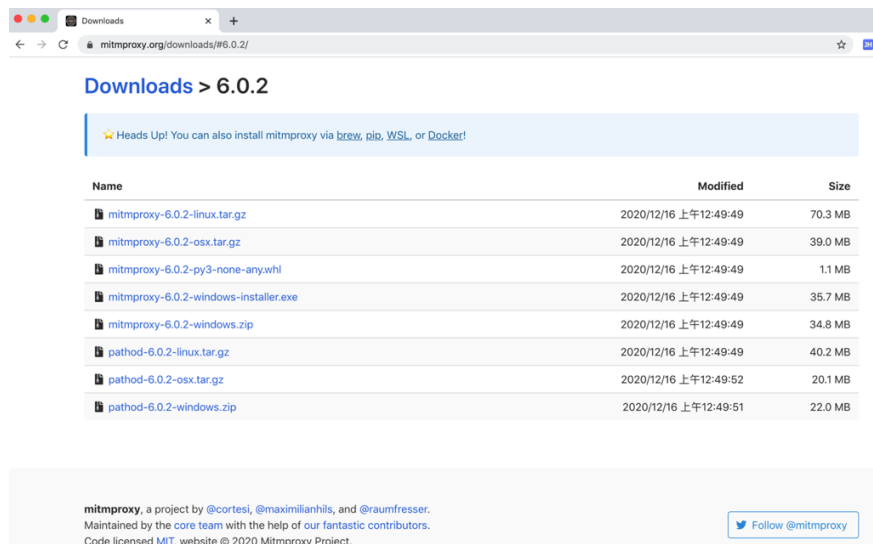 Downloads
mitmproxy.org/downloads/#6.0.2/
JH
Downloads > 6.0.2
Heads Up! You can also install mitmproxy via brew, pip, WSL, or Docker!
Name Modified Size
mitmproxy-6.0.2-linux.tar.gz 2020/12/16 上午12:49:49 70.3 MB
mitmproxy-6.0.2-osx.tar.gz 2020/12/16 上午12:49:49 39.0 MB
mitmproxy-6.0.2-py3-none-any.whl 2020/12/16 上午12:49:49 1.1 MB
mitmproxy-6.0.2-windows-installer.exe 2020/12/16 上午12:49:49 35.7 MB
mitmproxy-6.0.2-windows.zip 2020/12/16 上午12:49:49 34.8 MB
pathod-6.0.2-linux.tar.gz 2020/12/16 上午12:49:49 40.2 MB
pathod-6.0.2-osx.tar.gz 2020/12/16 上午12:49:52 20.1 MB
pathod-6.0.2-windows.zip 2020/12/16 上午12:49:51 22.0 MB
mitmproxy, a project by @cortesi, @maximilianhils, and @raumfresser.
Maintained by the core team with the help of our fantastic contributors.
Code licensed MIT, website © 2020 Mitmproxy Project.
Follow @mitmproxy